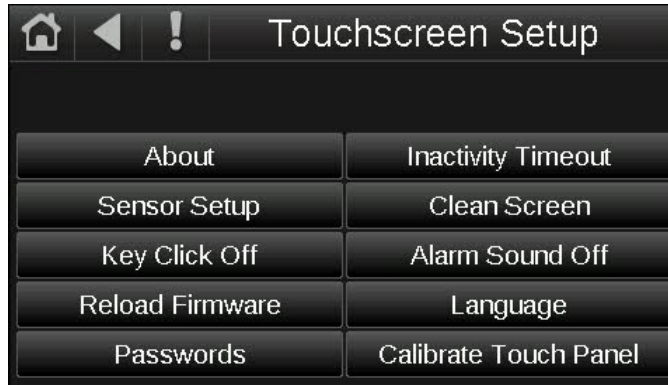 Touchscreen Setup
About
Inactivity Timeout
Sensor Setup
Clean Screen
Key Click Off
Alarm Sound Off
Reload Firmware
Language
Passwords
Calibrate Touch Panel